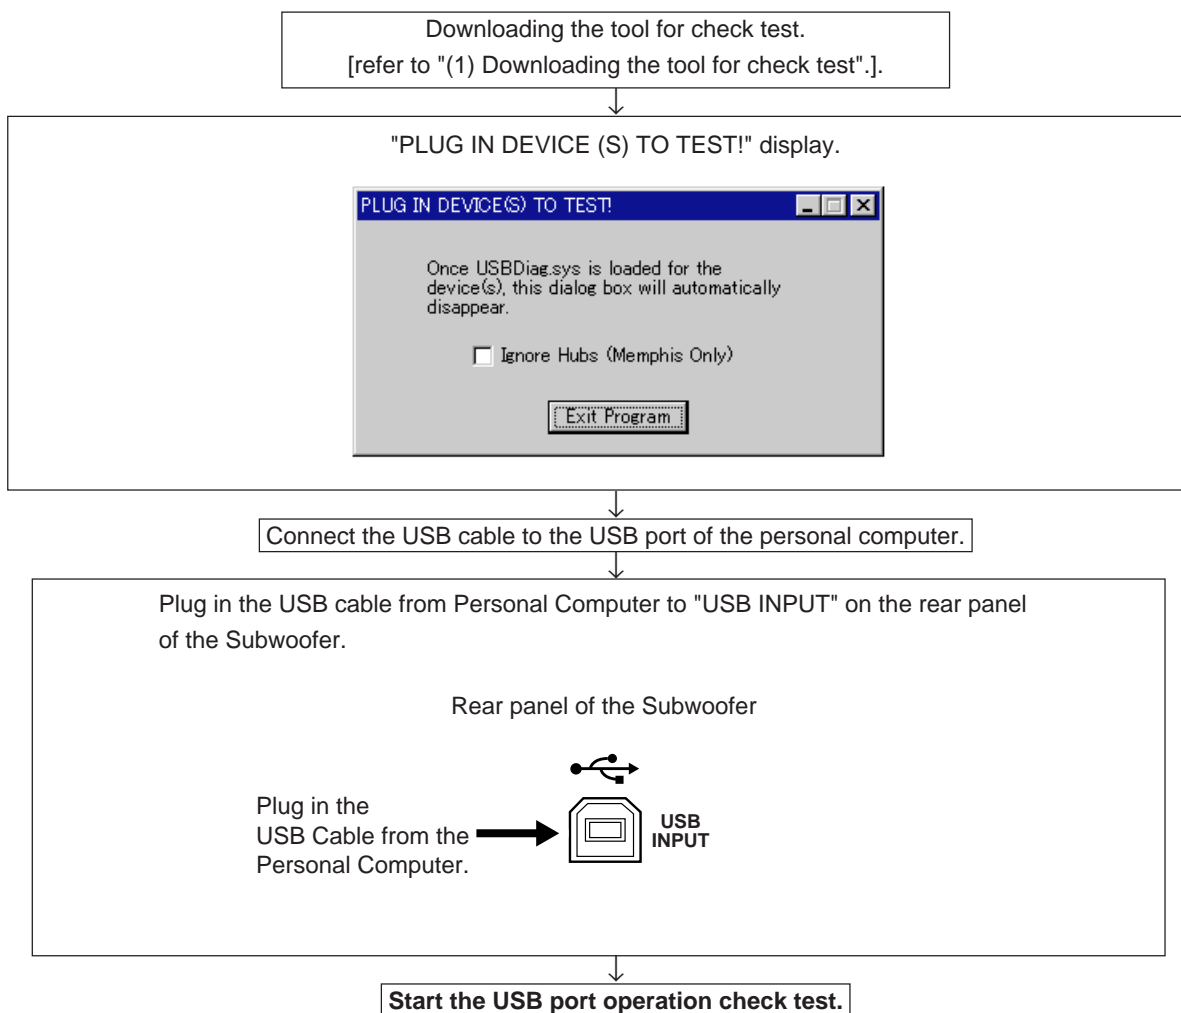 Downloading the tool for check test.
[refer to "(1) Downloading the tool for check test".].
"PLUG IN DEVICE (S) TO TEST!" display.
PLUG IN DEVICE(S) TO TEST!
Once USBDiag.sys is loaded for the
device(s), this dialog box will automatically
disappear.
Ignore Hubs (Memphis Only)
Exit Program
Connect the USB cable to the USB port of the personal computer.
Plug in the USB cable from Personal Computer to "USB INPUT" on the rear panel
of the Subwoofer.
Rear panel of the Subwoofer
Plug in the
USB Cable from the
Personal Computer.
USB
INPUT
Start the USB port operation check test.